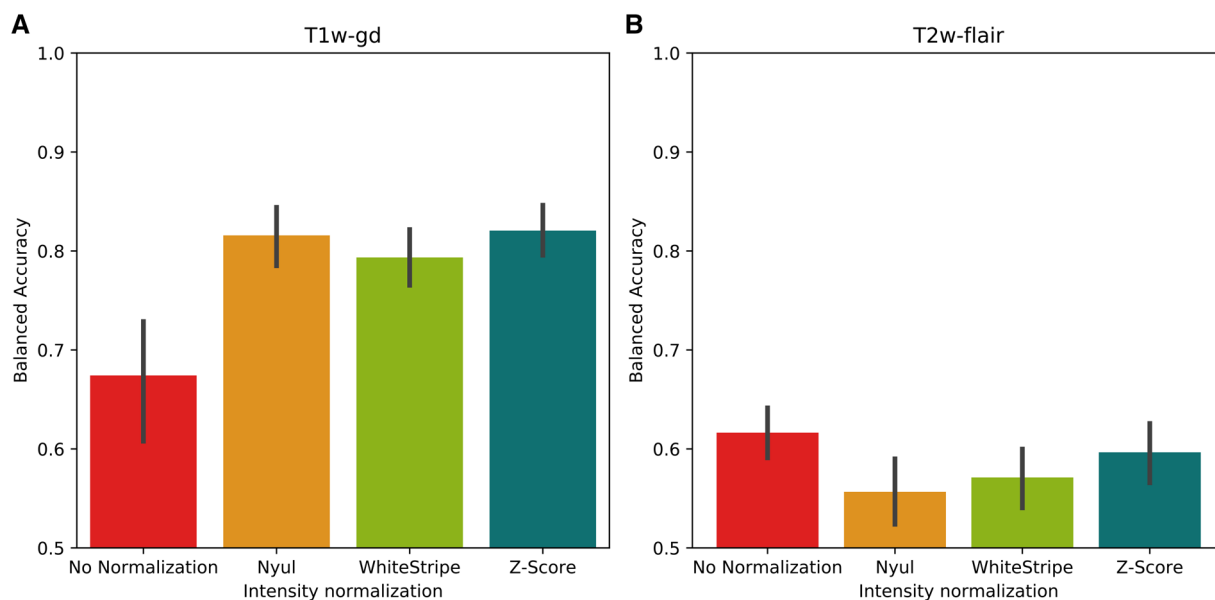 A
T1w-gd
1.0
0.9
0.8
0.7
0.6
0.5
Balanced Accuracy
No Normalization
Nyul
WhiteStripe
Z-Score
Intensity normalization
B
T2w-flair
1.0
0.9
0.8
0.7
0.6
0.5
Balanced Accuracy
No Normalization
Nyul
WhiteStripe
Z-Score
Intensity normalization